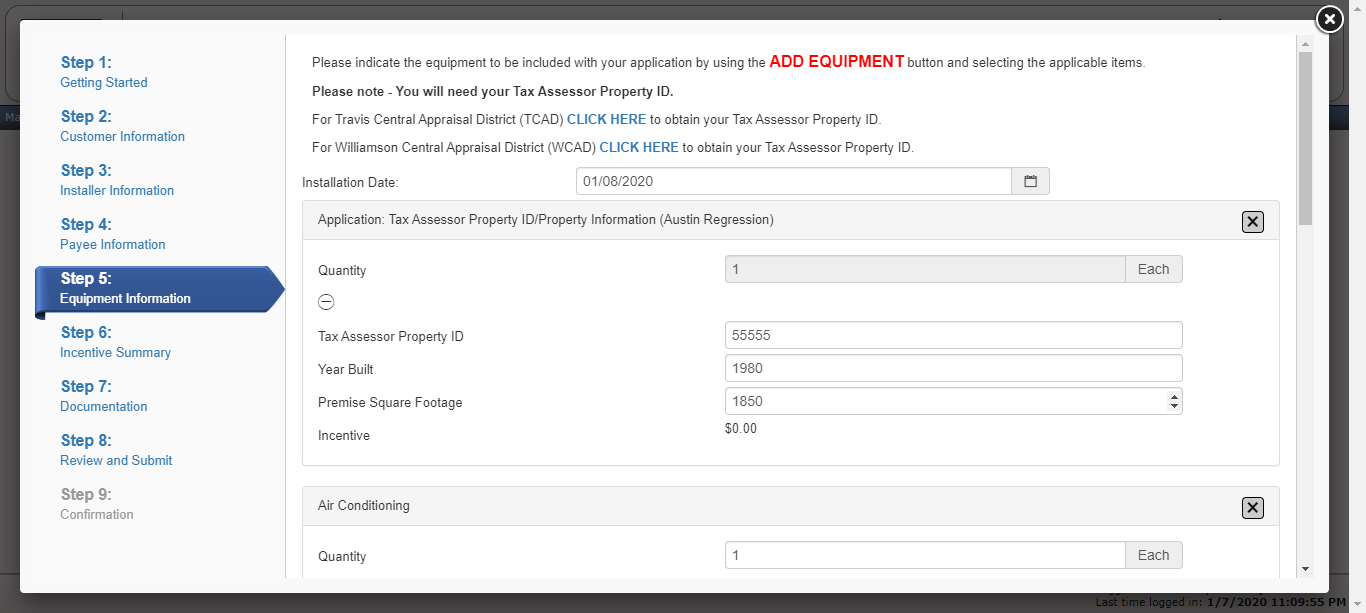 Step 1:
Getting Started
Step 2:
Customer Information
Step 3:
Installer Information
Step 4:
Payee Information
Step 5:
Equipment Information
Step 6:
Incentive Summary
Step 7:
Documentation
Step 8:
Review and Submit
Step 9:
Confirmation
Please indicate the equipment to be included with your application by using the ADD EQUIPMENT button and selecting the applicable items.
Please note - You will need your Tax Assessor Property ID.
For Travis Central Appraisal District (TCAD) CLICK HERE to obtain your Tax Assessor Property ID.
For Williamson Central Appraisal District (WCAD) CLICK HERE to obtain your Tax Assessor Property ID.
Installation Date: 01/08/2020
Application: Tax Assessor Property ID/Property Information (Austin Regression)
Quantity 1 Each
Tax Assessor Property ID 55555
Year Built 1980
Premise Square Footage 1850
Incentive $0.00
Air Conditioning
Quantity 1 Each
Last time logged in: 1/7/2020 11:09:55 PM